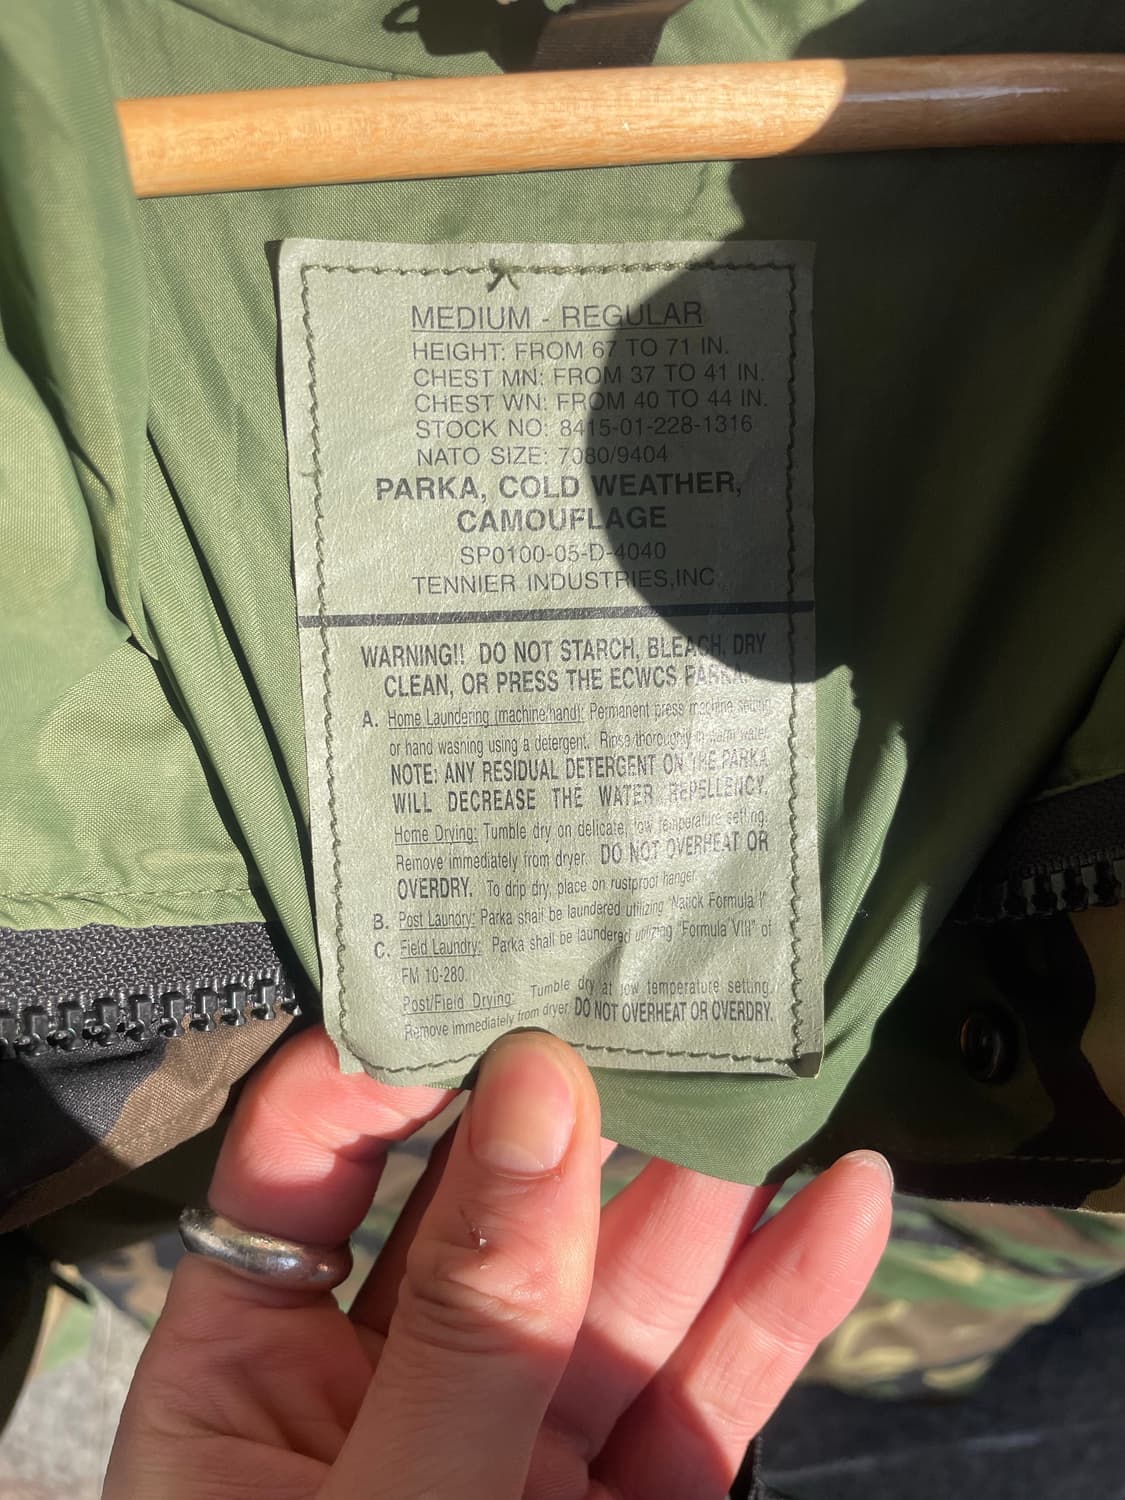 MEDIUM - REGULAR
HEIGHT: FROM 67 TO 71 IN.
CHEST MN: FROM 37 TO 41 IN.
CHEST WN: FROM 40 TO 44 IN.
STOCK NO: 8415-01-228-1316
NATO SIZE: 7080/9404
PARKA, COLD WEATHER,
CAMOUFLAGE
SP0100-05-D-4040
TENNIER INDUSTRIES,INC
WARNING!! DO NOT STARCH, BLEACH, DRY
CLEAN, OR PRESS THE ECWCS PARKA.
A. Home Laundering (machine/hand): Permanent press machine setting
or hand washing using a detergent. Rinse thoroughly in warm water.
NOTE: ANY RESIDUAL DETERGENT ON THE PARKA
WILL DECREASE THE WATER REPELLENCY.
Home Drying: Tumble dry on delicate, low temperature setting.
Remove immediately from dryer. DO NOT OVERHEAT OR
OVERDRY. To drip dry, place on rustproof hanger.
B. Post Laundry: Parka shall be laundered utilizing "Natick Formula I".
C. Field Laundry: Parka shall be laundered utilizing "Formula VIII" of
FM 10-280.
Post/Field Drying: Tumble dry at low temperature setting.
Remove immediately from dryer. DO NOT OVERHEAT OR OVERDRY.